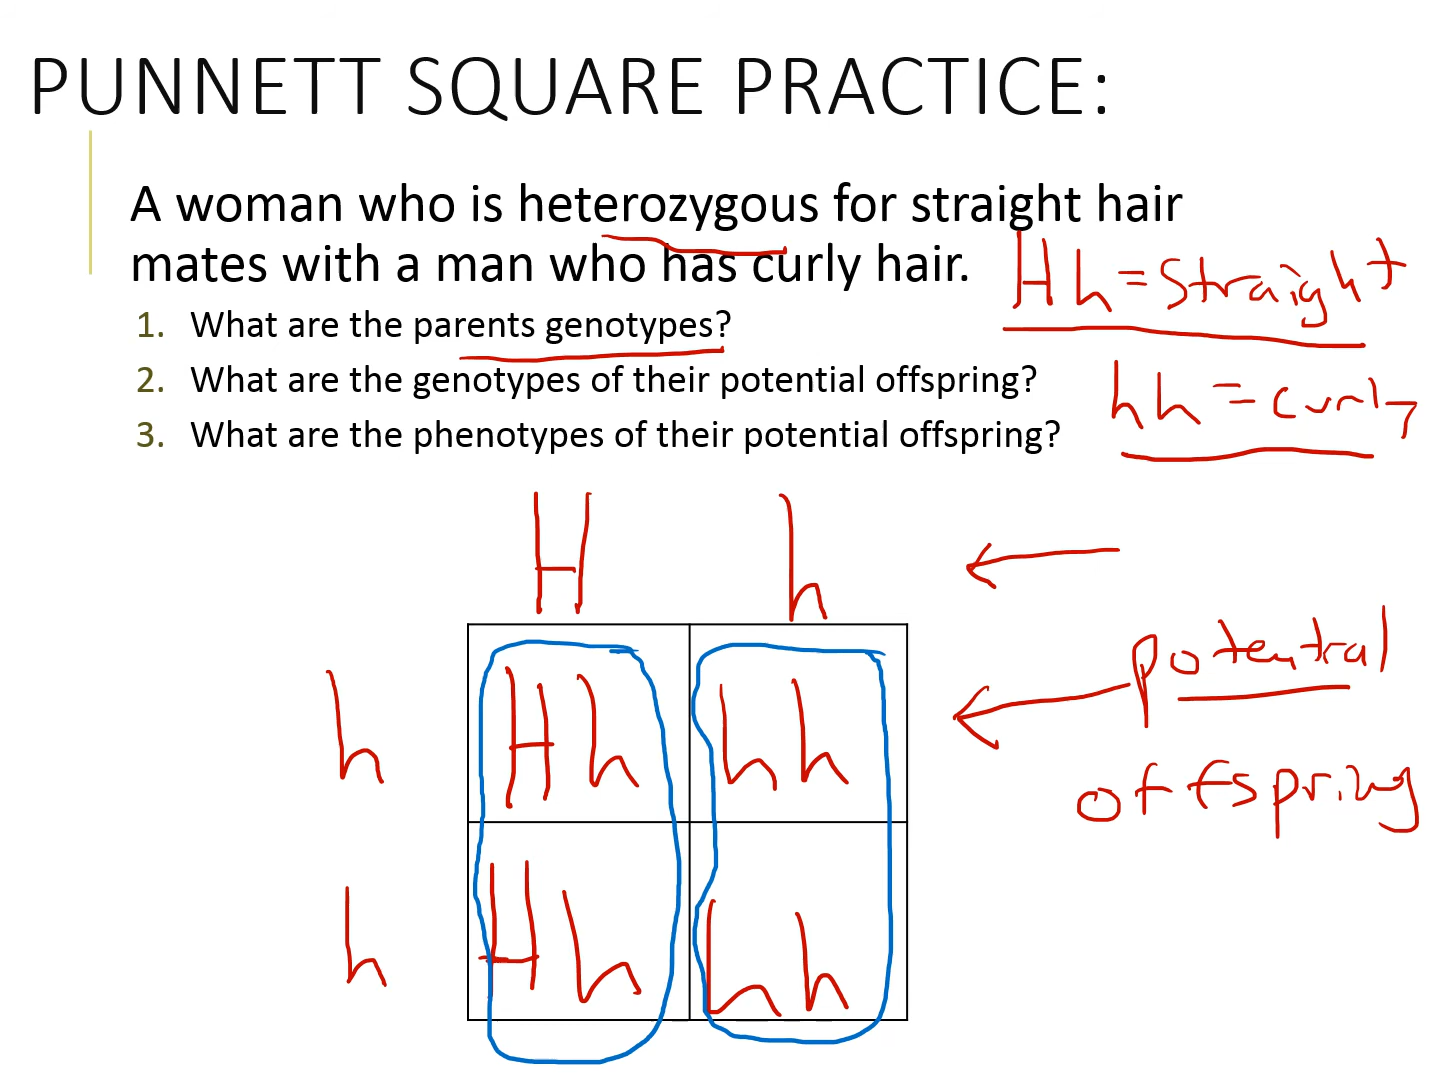 PUNNETT SQUARE PRACTICE:
A woman who is heterozygous for straight hair
mates with a man who has curly hair.
Hh = straight
1. What are the parents genotypes?
2. What are the genotypes of their potential offspring?
hh = curly
3. What are the phenotypes of their potential offspring?
H h
potential
offspring
h Hh hh
h Hh hh